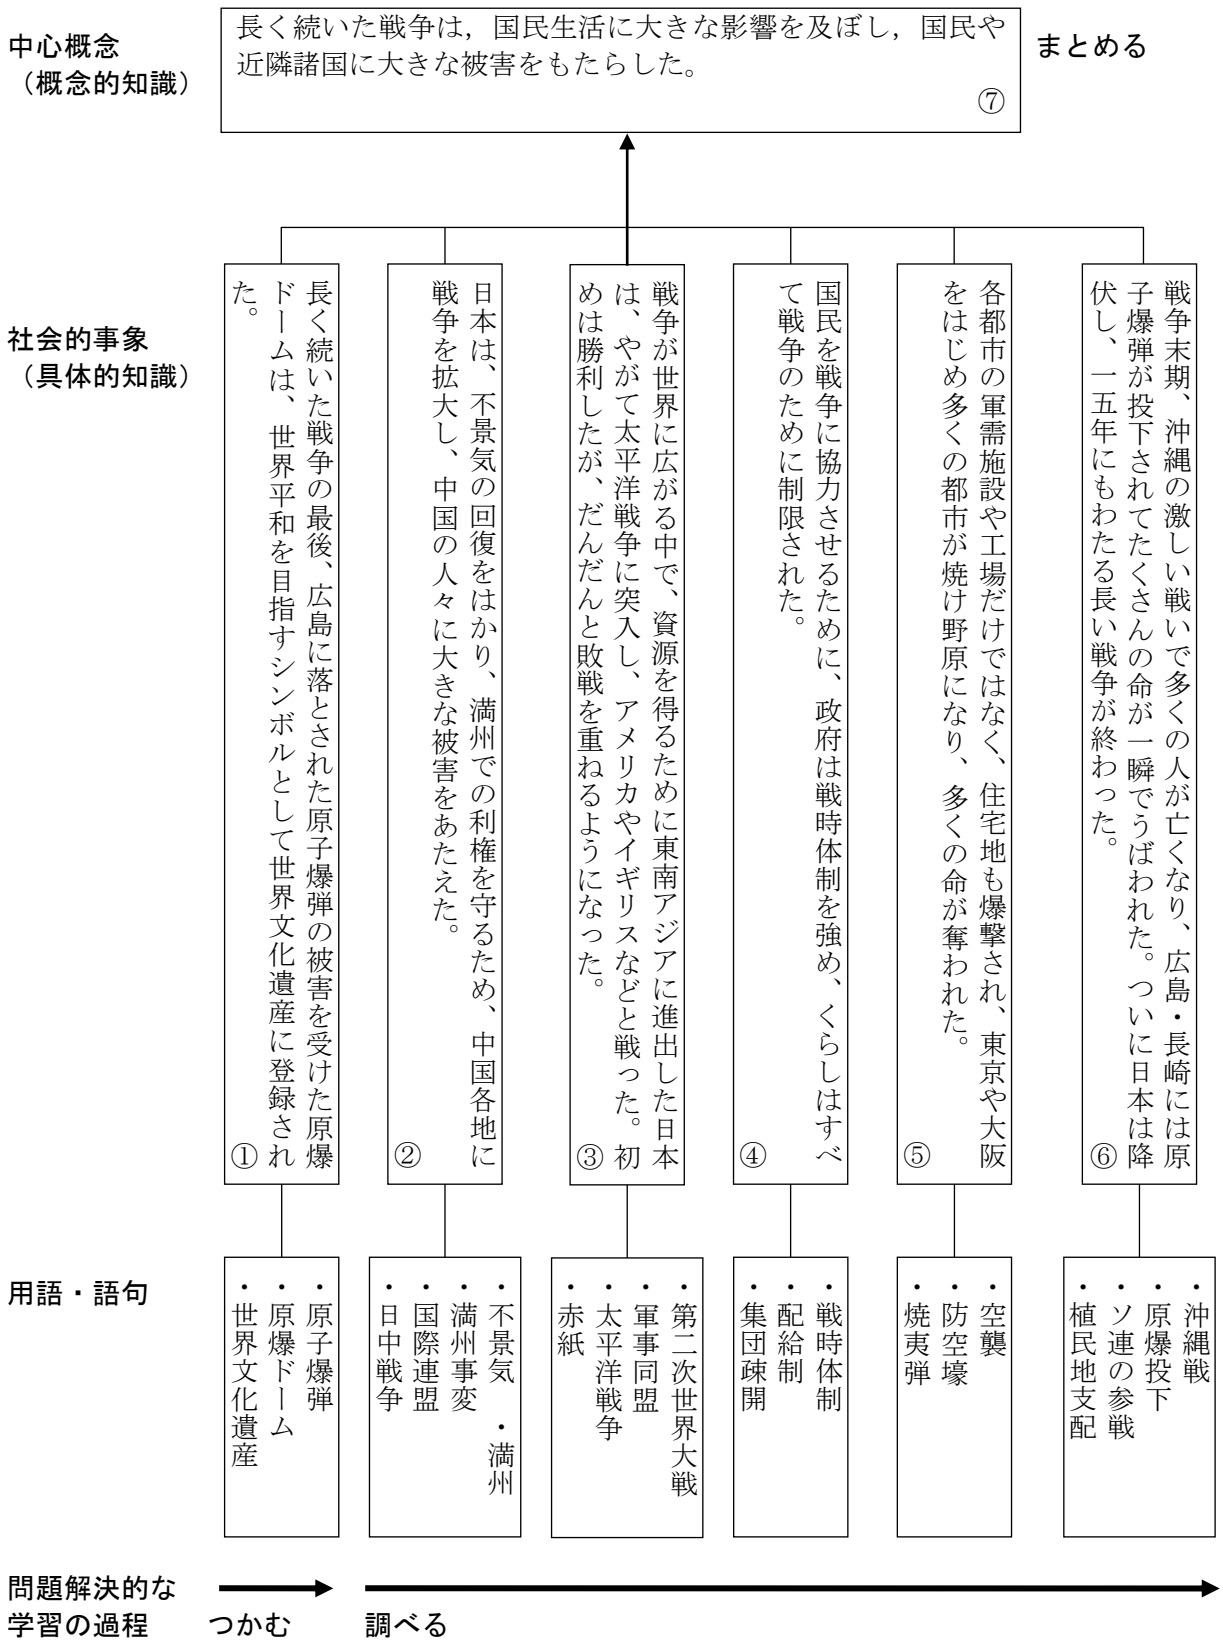 中心概念
（概念的知識）
長く続いた戦争は，国民生活に大きな影響を及ぼし，国民や
近隣諸国に大きな被害をもたらした。
⑦
まとめる
社会的事象
（具体的知識）
長く続いた戦争の最後、広島に落とされた原子爆弾の被害を受けた原爆
ドームは、世界平和を目指すシンボルとして世界文化遺産に登録され
た。
①
日本は、不景気の回復をはかり、満州での利権を守るため、中国各地に
戦争を拡大し、中国の人々に大きな被害をあたえた。
②
戦争が世界に広がる中で、資源を得るために東南アジアに進出した日本
は、やがて太平洋戦争に突入し、アメリカやイギリスなどと戦った。初
めは勝利したが、だんだんと敗戦を重ねるようになった。
③
国民を戦争に協力させるために、政府は戦時体制を強め、くらしはすべ
て戦争のために制限された。
④
各都市の軍需施設や工場だけではなく、住宅地も爆撃され、東京や大阪
をはじめ多くの都市が焼け野原になり、多くの命が奪われた。
⑤
戦争末期、沖縄の激しい戦いで多くの人が亡くなり、広島・長崎には原
子爆弾が投下されてたくさんの命が一瞬でうばわれた。ついに日本は降
伏し、一五年にもわたる長い戦争が終わった。
⑥
用語・語句
・原子爆弾
・原爆ドーム
・世界文化遺産
・不景気　・満州
・満州事変
・国際連盟
・日中戦争
・第二次世界大戦
・軍事同盟
・太平洋戦争
・赤紙
・戦時体制
・配給制
・集団疎開
・空襲
・防空壕
・焼夷弾
・沖縄戦
・原爆投下
・ソ連の参戦
・植民地支配
問題解決的な
学習の過程
つかむ
調べる